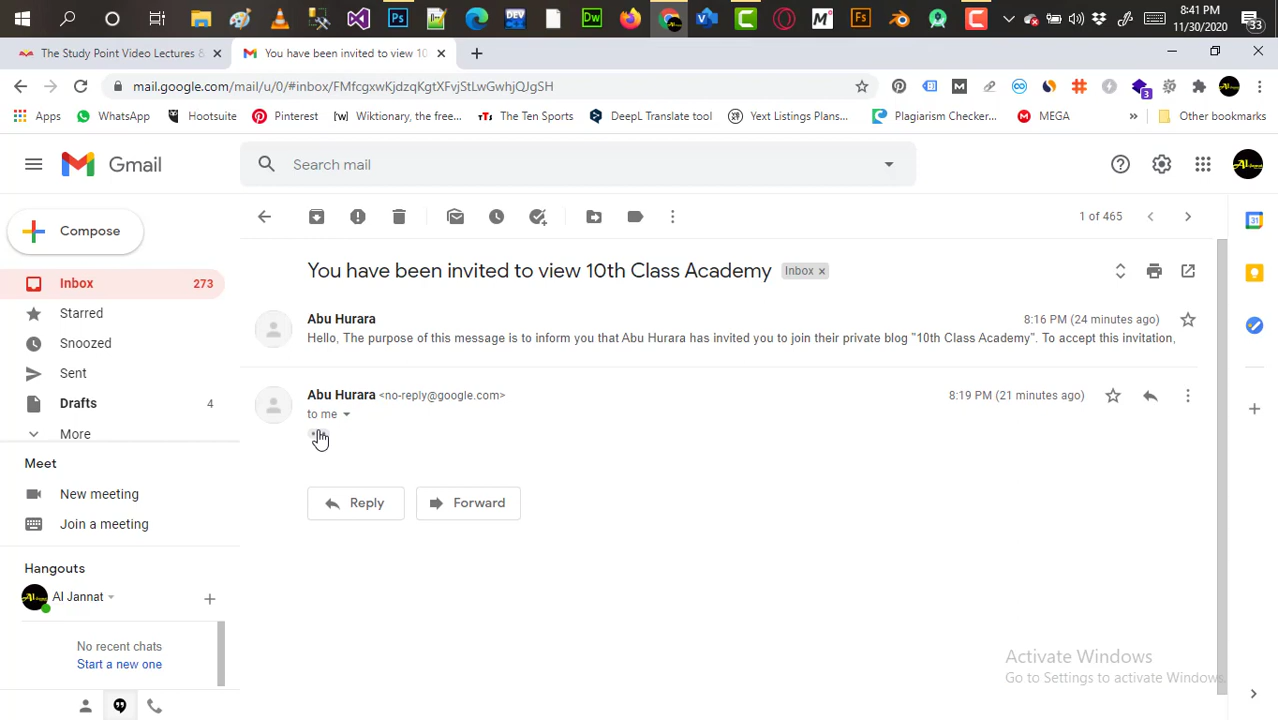 8:41 PM
11/30/2020
33
The Study Point Video Lectures &
You have been invited to view 10
mail.google.com/mail/u/0/#inbox/FMfcgxwKjdzqKgtXFvjStLwGwhjQJgSH
3
Apps
WhatsApp
Hootsuite
Pinterest
Wiktionary, the free...
The Ten Sports
DeepL Translate tool
Yext Listings Plans...
Plagiarism Checker...
MEGA
»
Other bookmarks
Gmail
Search mail
Compose
1 of 465
Inbox 273
Starred
Snoozed
Sent
Drafts 4
More
You have been invited to view 10th Class Academy
Inbox x
Abu Hurara
8:16 PM (24 minutes ago)
Hello, The purpose of this message is to inform you that Abu Hurara has invited you to join their private blog "10th Class Academy". To accept this invitation,
Abu Hurara <no-reply@google.com>
8:19 PM (21 minutes ago)
to me
Reply
Forward
Meet
New meeting
Join a meeting
Hangouts
Al Jannat
No recent chats
Start a new one
Activate Windows
Go to Settings to activate Windows.